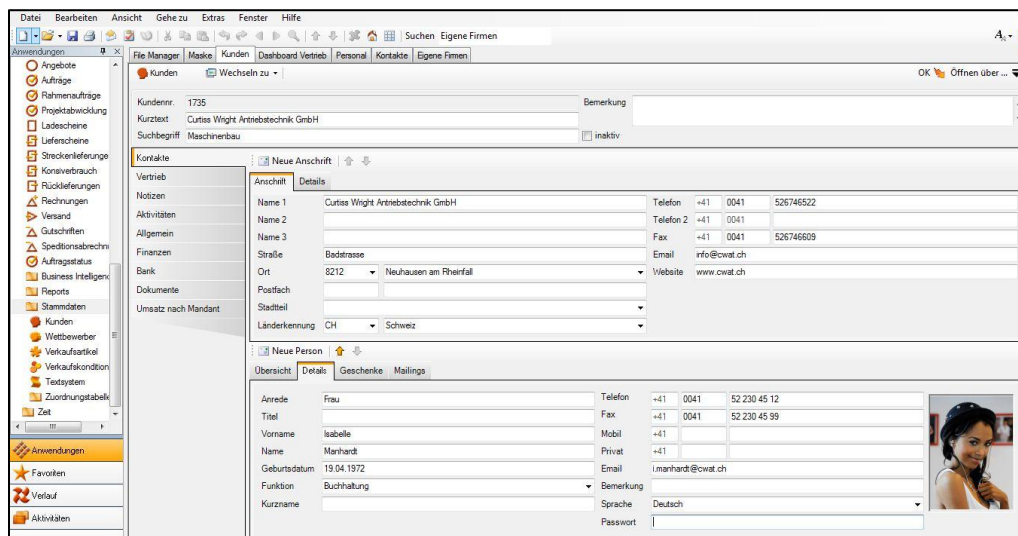 Datei Bearbeiten Ansicht Gehe zu Extras Fenster Hilfe
Suchen Eigene Firmen
Anwendungen
File Manager Maske Kunden Dashboard Vertrieb Personal Kontakte Eigene Firmen
Angebote
Aufträge
Rahmenaufträge
Projektabwicklung
Ladescheine
Lieferscheine
Streckenlieferunge
Konsiverbrauch
Rücklieferungen
Rechnungen
Versand
Gutschriften
Speditionsabrechn
Auftragsstatus
Business Intelligenc
Reports
Stammdaten
Kunden
Wettbewerber
Verkaufsartikel
Verkaufskondition
Textsystem
Zuordnungstabelle
Zeit
Anwendungen
Favoriten
Verlauf
Aktivitäten
Kunden Wechseln zu OK Öffnen über ...
Kundennr. 1735 Bemerkung
Kurztext Curtiss Wright Antriebstechnik GmbH
Suchbegriff Maschinenbau inaktiv
Kontakte
Vertrieb
Notizen
Aktivitäten
Allgemein
Finanzen
Bank
Dokumente
Umsatz nach Mandant
Neue Anschrift
Anschrift Details
Name 1 Curtiss Wright Antriebstechnik GmbH Telefon +41 0041 526746522
Name 2 Telefon 2 +41 0041
Name 3 Fax +41 0041 526746609
Straße Badstrasse Email info@cwat.ch
Ort 8212 Neuhausen am Rheinfall Website www.cwat.ch
Postfach
Stadtteil
Länderkennung CH Schweiz
Neue Person
Übersicht Details Geschenke Mailings
Anrede Frau Telefon +41 0041 52 230 45 12
Titel Fax +41 0041 52 230 45 99
Vorname Isabelle Mobil +41
Name Manhardt Privat +41
Geburtsdatum 19.04.1972 Email i.manhardt@cwat.ch
Funktion Buchhaltung Bemerkung
Kurzname Sprache Deutsch
Passwort